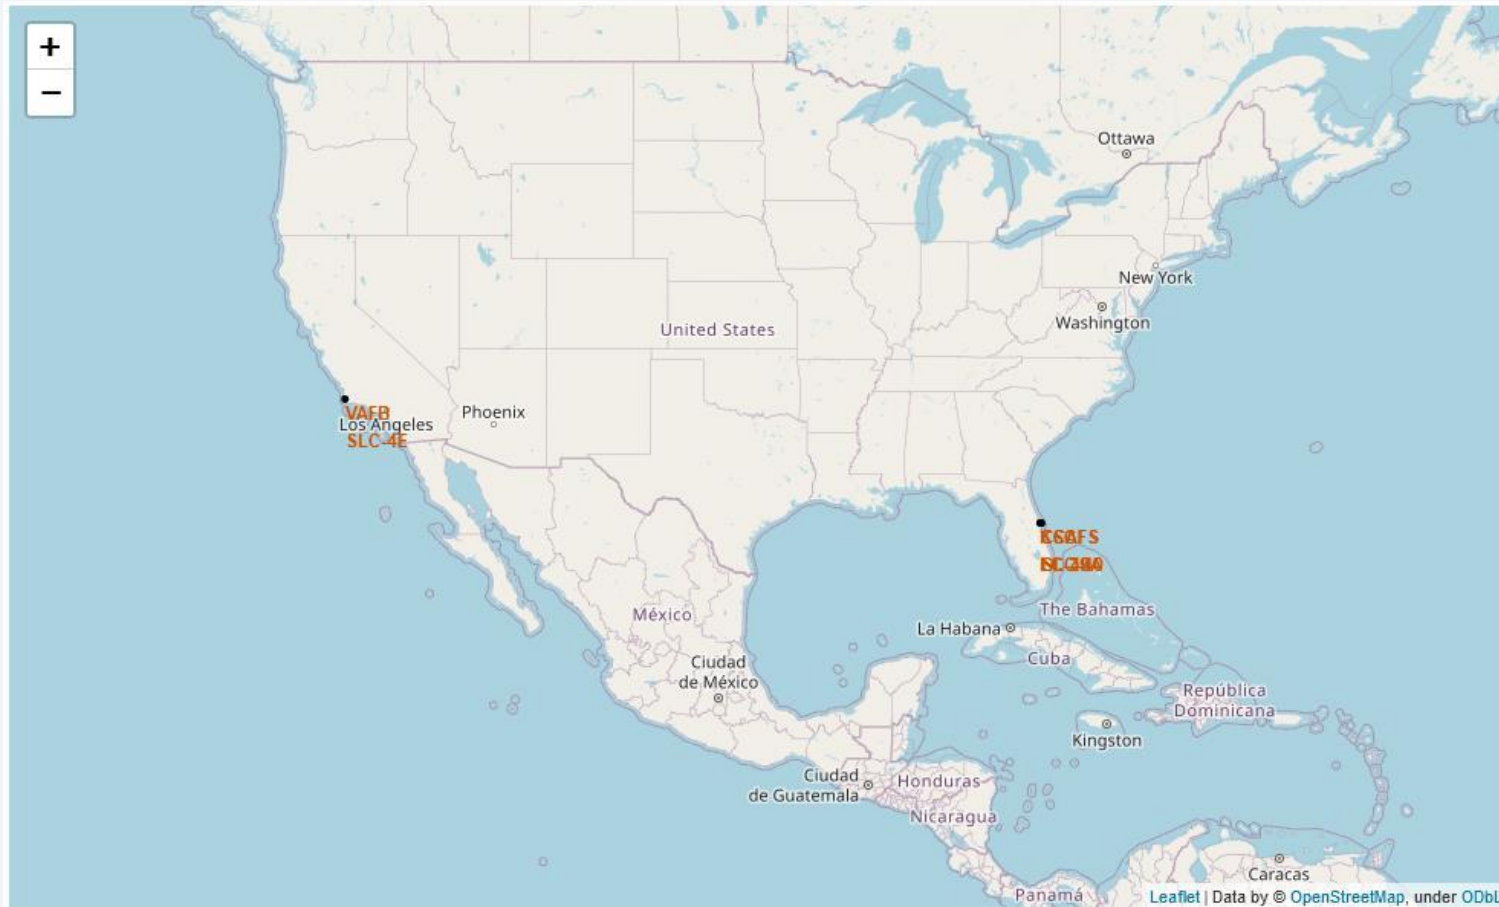 +
−
Ottawa
New York
Washington
United States
VAFB
Los Angeles
SLC-4E
Phoenix
The Bahamas
La Habana
Cuba
México
Ciudad
de México
República
Dominicana
Kingston
Ciudad
de Guatemala
Honduras
Nicaragua
Caracas
Panamá
Leaflet | Data by © OpenStreetMap, under ODbL